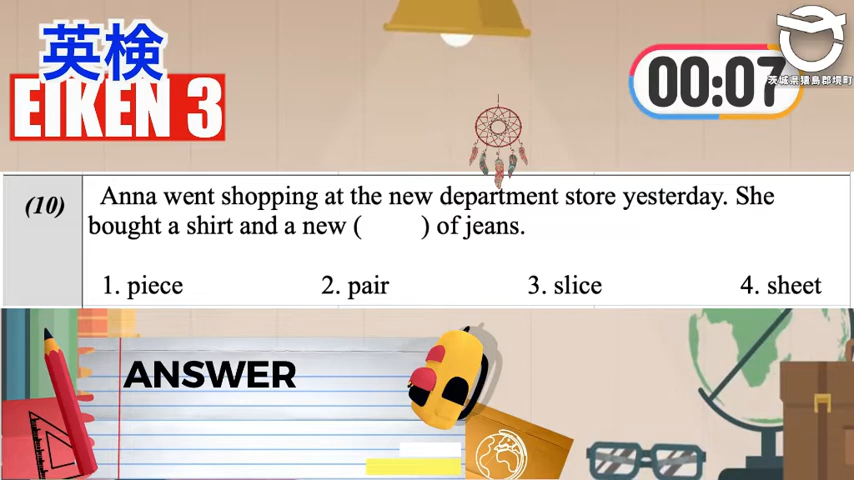 英検
EIKEN 3
00:07
茨城県猿島郡境町
(10)
Anna went shopping at the new department store yesterday. She
bought a shirt and a new (      ) of jeans.
1. piece 2. pair 3. slice 4. sheet
ANSWER